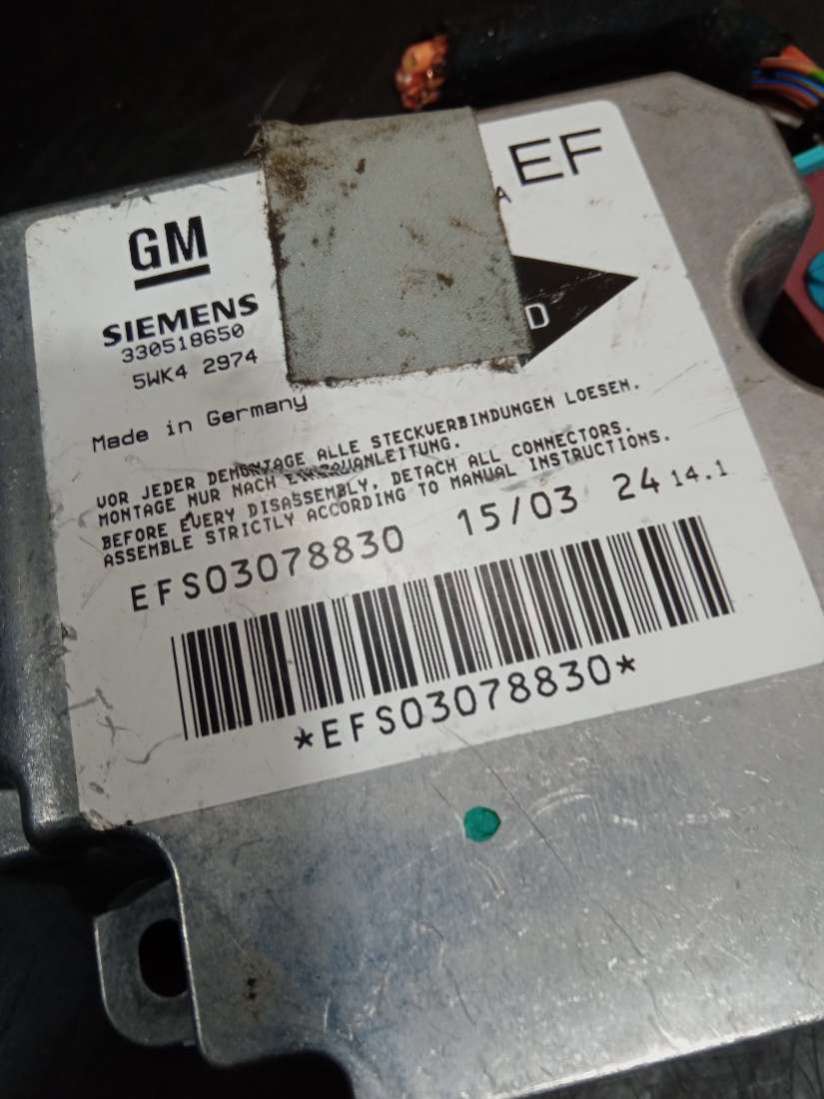 EF
A
GM
D
SIEMENS
330518650
5WK4 2974
Made in Germany
VOR JEDER DEMONTAGE ALLE STECKVERBINDUNGEN LOESEN.
MONTAGE NUR NACH EINBAUANLEITUNG.
BEFORE EVERY DISASSEMBLY, DETACH ALL CONNECTORS.
ASSEMBLE STRICTLY ACCORDING TO MANUAL INSTRUCTIONS.
EFS03078830 15/03 24 14.1
*EFS03078830*